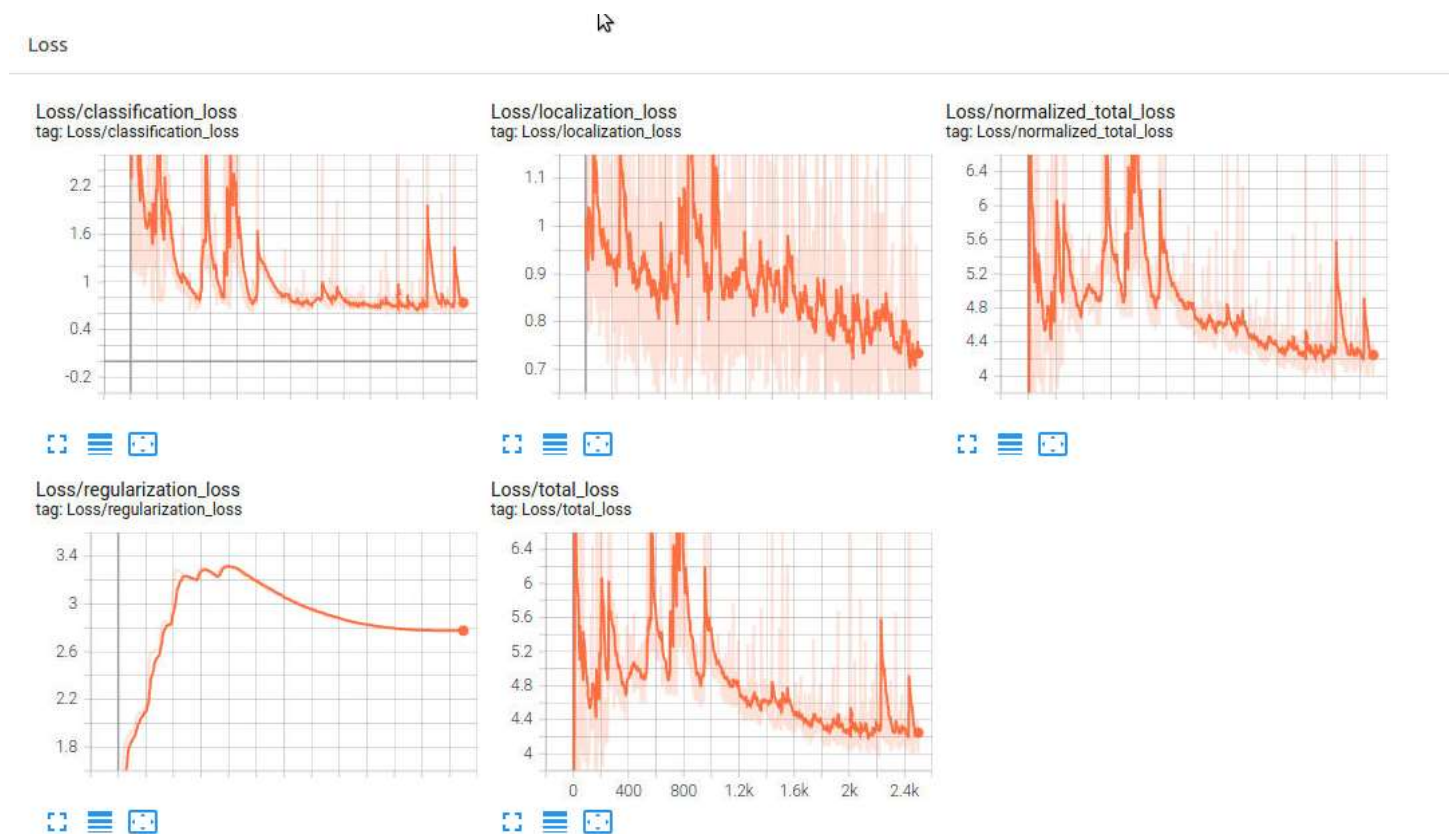 Loss
Loss/classification_loss
tag: Loss/classification_loss
2.2
1.6
1
0.4
-0.2
Loss/localization_loss
tag: Loss/localization_loss
1.1
1
0.9
0.8
0.7
Loss/normalized_total_loss
tag: Loss/normalized_total_loss
6.4
6
5.6
5.2
4.8
4.4
4
Loss/regularization_loss
tag: Loss/regularization_loss
3.4
3
2.6
2.2
1.8
Loss/total_loss
tag: Loss/total_loss
6.4
6
5.6
5.2
4.8
4.4
4
0 400 800 1.2k 1.6k 2k 2.4k